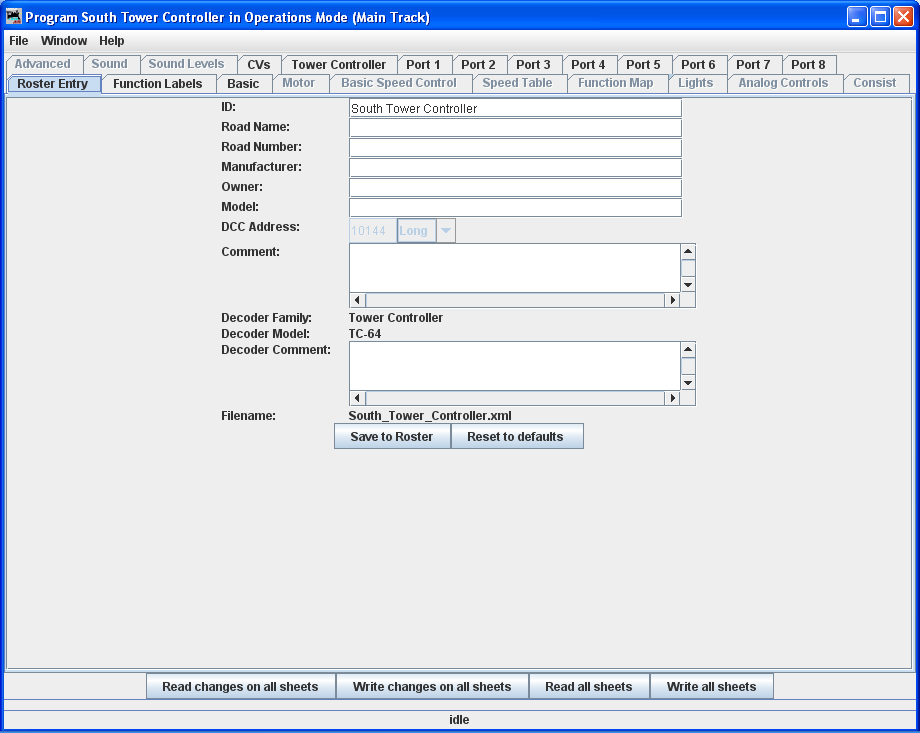 Program South Tower Controller in Operations Mode (Main Track)
File Window Help
Advanced Sound Sound Levels CVs Tower Controller Port 1 Port 2 Port 3 Port 4 Port 5 Port 6 Port 7 Port 8
Roster Entry Function Labels Basic Motor Basic Speed Control Speed Table Function Map Lights Analog Controls Consist
ID: South Tower Controller
Road Name:
Road Number:
Manufacturer:
Owner:
Model:
DCC Address: 10144 Long
Comment:
Decoder Family: Tower Controller
Decoder Model: TC-64
Decoder Comment:
Filename: South_Tower_Controller.xml
Save to Roster Reset to defaults
Read changes on all sheets Write changes on all sheets Read all sheets Write all sheets
idle